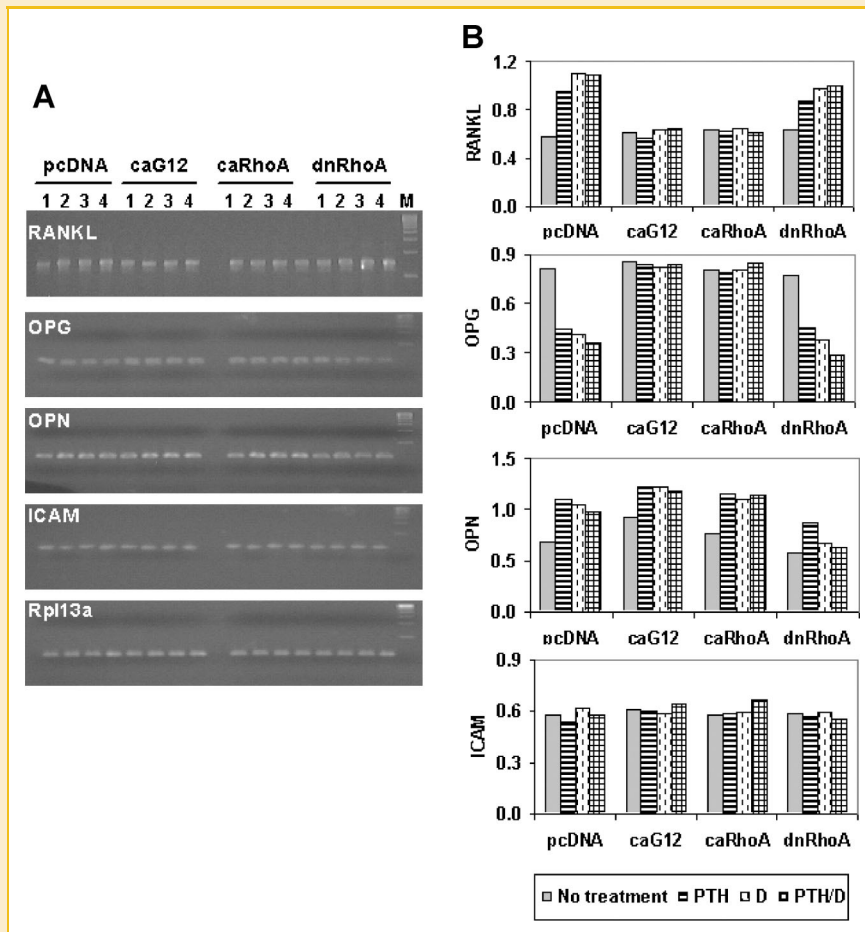 A
pcDNA caG12 caRhoA dnRhoA
1 2 3 4 1 2 3 4 1 2 3 4 1 2 3 4 M
RANKL
OPG
OPN
ICAM
Rpl13a
B
RANKL
1.2
0.8
0.4
0.0
pcDNA caG12 caRhoA dnRhoA
OPG
0.9
0.6
0.3
0.0
pcDNA caG12 caRhoA dnRhoA
OPN
1.5
1.0
0.5
0.0
pcDNA caG12 caRhoA dnRhoA
ICAM
0.9
0.6
0.3
0.0
pcDNA caG12 caRhoA dnRhoA
No treatment PTH D PTH/D